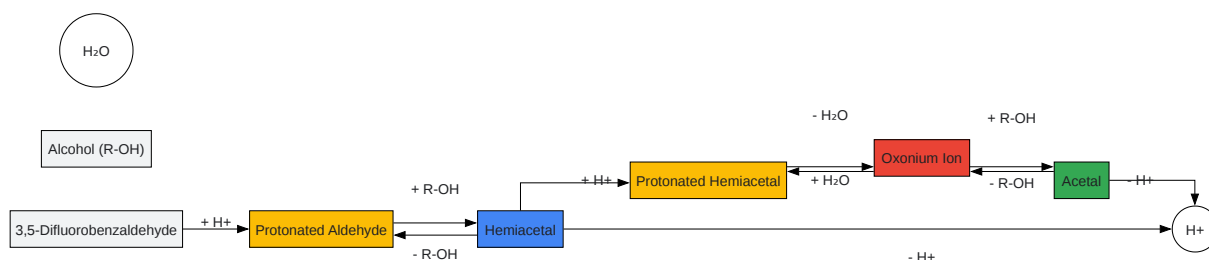 H₂O
Alcohol (R-OH)
3,5-Difluorobenzaldehyde
+ H+
Protonated Aldehyde
+ R-OH
- R-OH
Hemiacetal
+ H+
Protonated Hemiacetal
- H₂O
+ H₂O
Oxonium Ion
+ R-OH
- R-OH
Acetal
- H+
- H+
H+